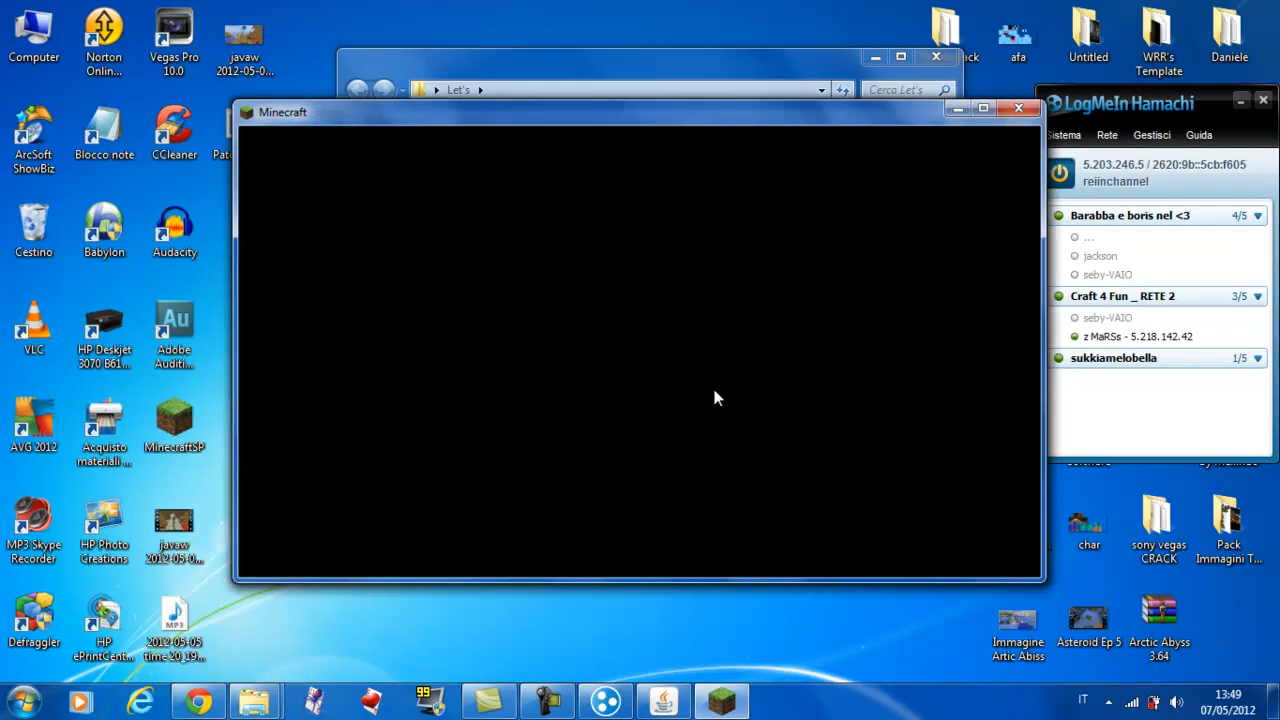 Computer
Norton
Onlin...
Vegas Pro
10.0
javaw
2012-05-0...
ack
afa
Untitled
WRR's
Template
Daniele
Let's
Cerca Let's
Minecraft
LogMeIn Hamachi
Sistema
Rete
Gestisci
Guida
5.203.246.5 / 2620:9b::5cb:f605
reiinchannel
Barabba e boris nel <3
4/5
...
jackson
seby-VAIO
Craft 4 Fun _ RETE 2
3/5
seby-VAIO
z MaRSs - 5.218.142.42
sukkiamelobella
1/5
ArcSoft
ShowBiz
Blocco note
CCleaner
Cestino
Babylon
Audacity
VLC
HP Deskjet
3070 B61...
Au
Adobe
Auditi...
AVG 2012
Acquisto
materiali ...
MinecraftSP
MP3 Skype
Recorder
HP Photo
Creations
javaw
2012-05-0...
char
sony vegas
CRACK
Pack
Immagini T...
Defraggler
HP
ePrintCent...
MP3
2012-05-05
time 20_19...
Immagine
Artic Abiss
Asteroid Ep 5
Arctic Abyss
3.64
99
IT
13:49
07/05/2012